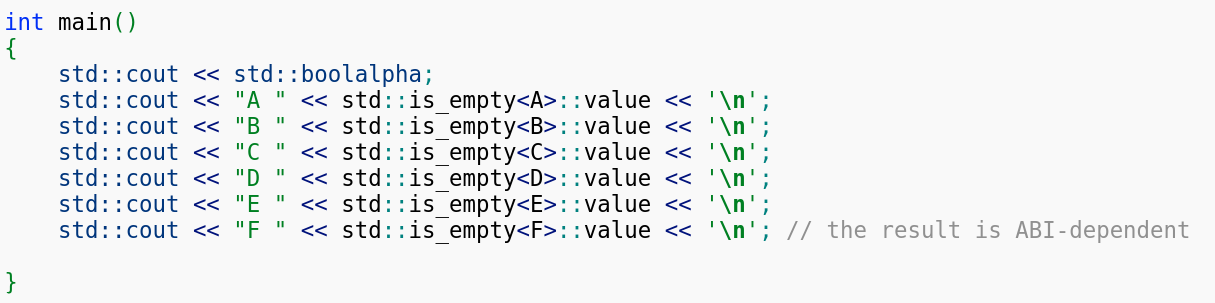 int main()
{
    std::cout << std::boolalpha;
    std::cout << "A " << std::is_empty<A>::value << '\n';
    std::cout << "B " << std::is_empty<B>::value << '\n';
    std::cout << "C " << std::is_empty<C>::value << '\n';
    std::cout << "D " << std::is_empty<D>::value << '\n';
    std::cout << "E " << std::is_empty<E>::value << '\n';
    std::cout << "F " << std::is_empty<F>::value << '\n'; // the result is ABI-dependent
}